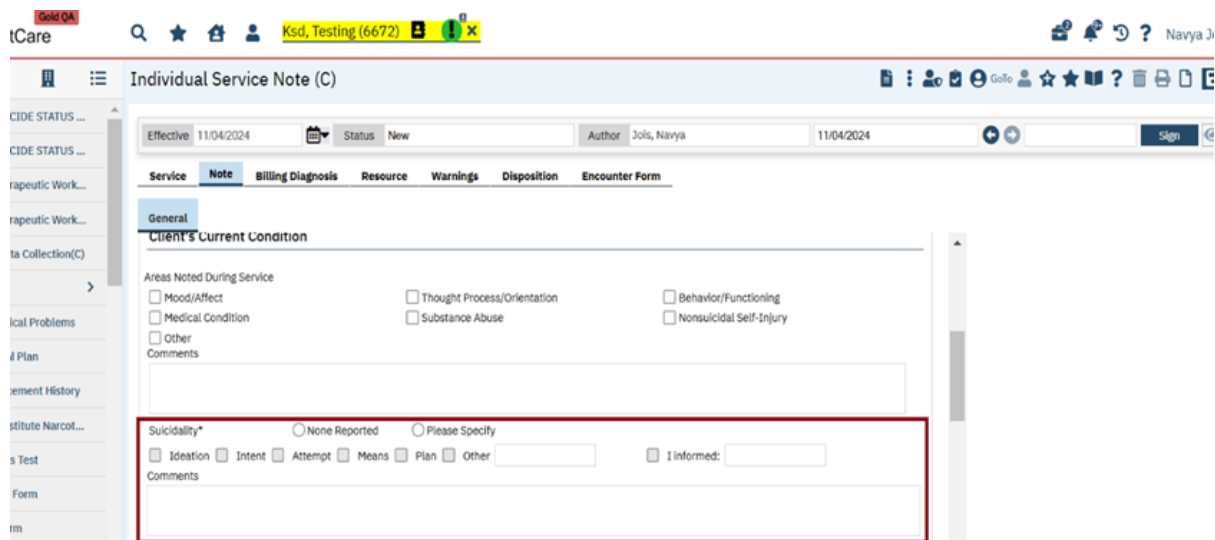 Gold QA
tCare
Ksd, Testing (6672)
2
Navya J
Individual Service Note (C)
GoTo
CIDE STATUS ...
CIDE STATUS ...
rapeutic Work...
rapeutic Work...
ta Collection(C)
ical Problems
l Plan
cement History
stitute Narcot...
s Test
Form
rm
Effective 11/04/2024 Status New Author Jois, Navya 11/04/2024 Sign
Service Note Billing Diagnosis Resource Warnings Disposition Encounter Form
General
Client's Current Condition
Areas Noted During Service
Mood/Affect Thought Process/Orientation Behavior/Functioning
Medical Condition Substance Abuse Nonsuicidal Self-Injury
Other
Comments
Suicidality* None Reported Please Specify
Ideation Intent Attempt Means Plan Other I informed:
Comments